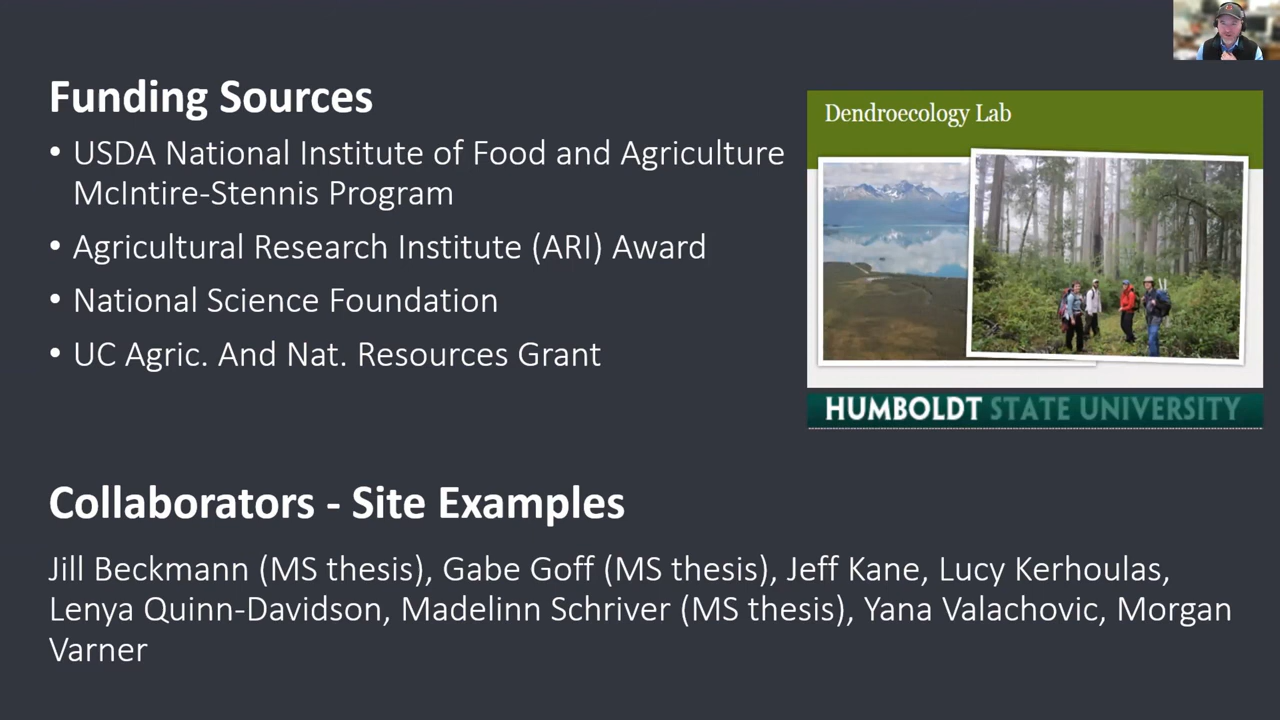 Funding Sources
• USDA National Institute of Food and Agriculture
McIntire-Stennis Program
• Agricultural Research Institute (ARI) Award
• National Science Foundation
• UC Agric. And Nat. Resources Grant
Dendroecology Lab
HUMBOLDT STATE UNIVERSITY
Collaborators - Site Examples
Jill Beckmann (MS thesis), Gabe Goff (MS thesis), Jeff Kane, Lucy Kerhoulas,
Lenya Quinn-Davidson, Madelinn Schriver (MS thesis), Yana Valachovic, Morgan
Varner